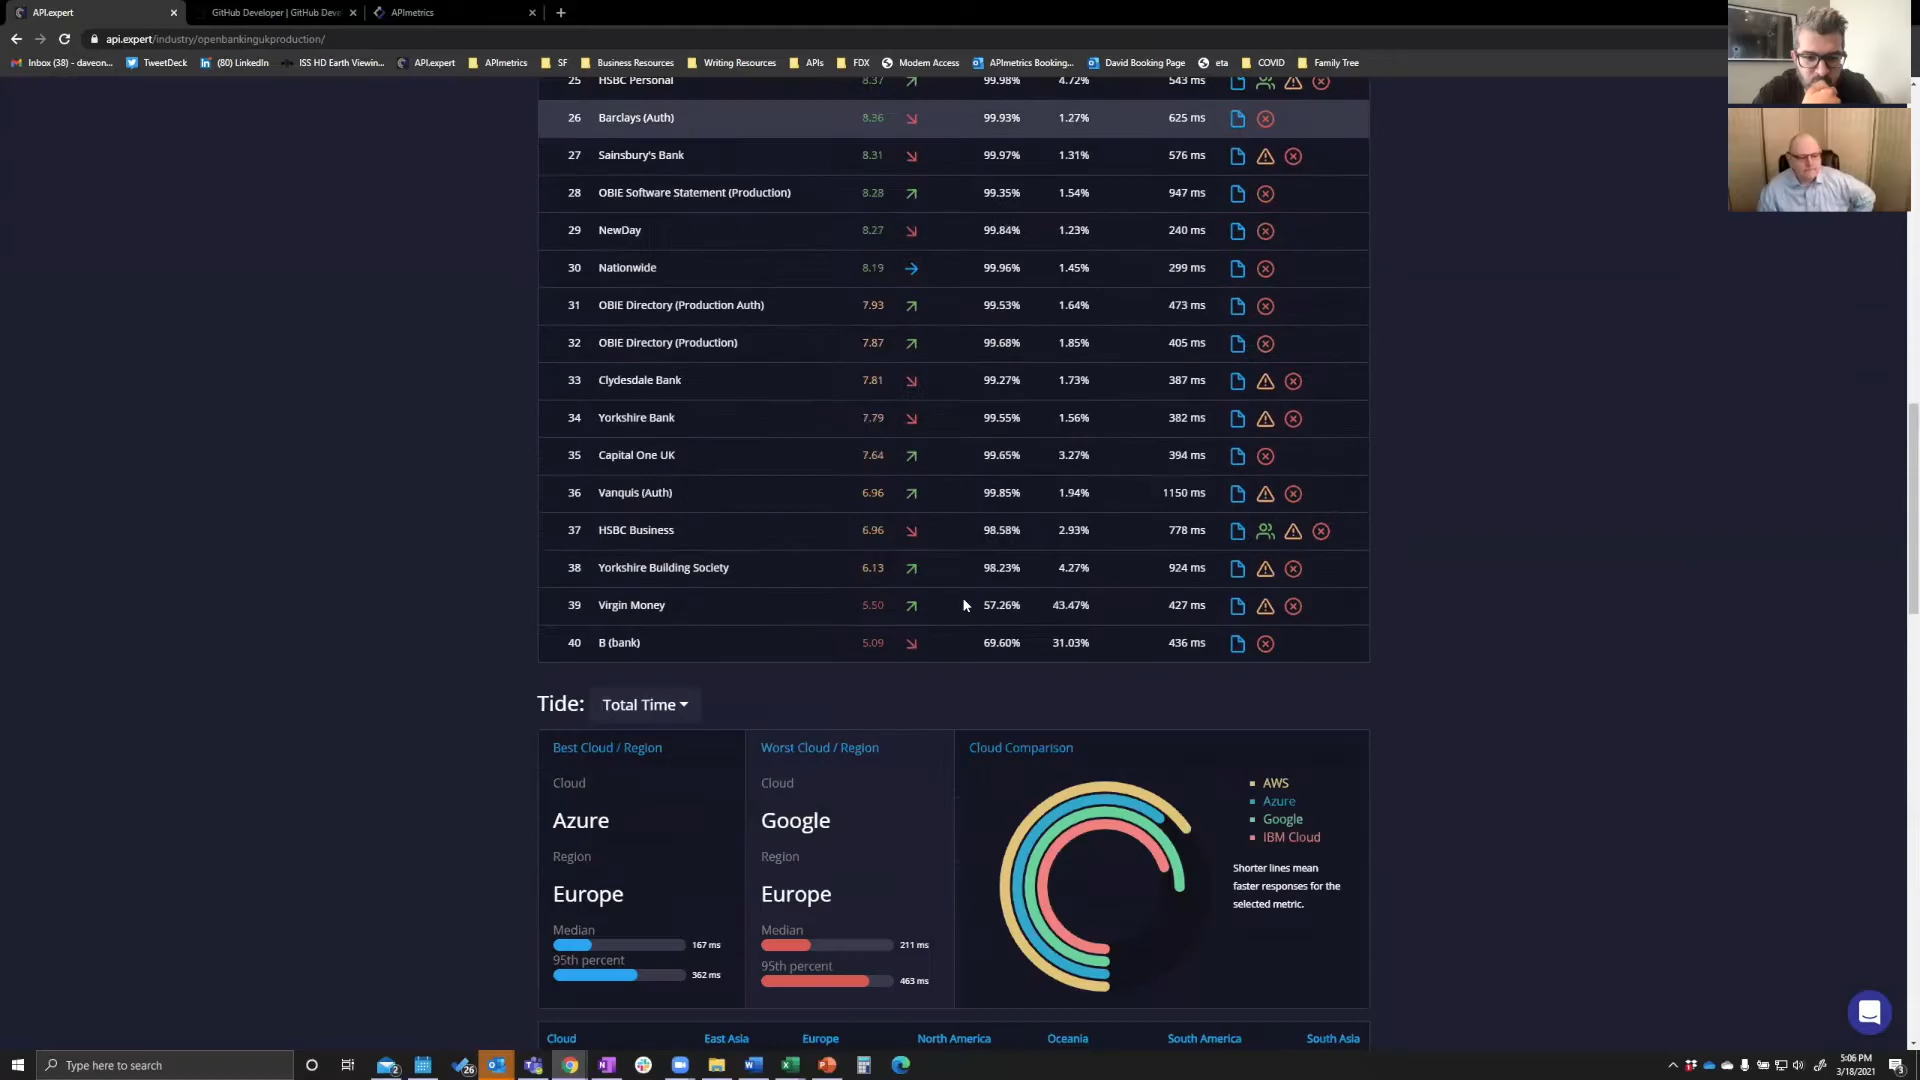 API.expert
GitHub Developer | GitHub Deve
APImetrics
api.expert/industry/openbankingukproduction/
Inbox (38) - daveon... TweetDeck (80) LinkedIn ISS HD Earth Viewin... API.expert APImetrics SF Business Resources Writing Resources APIs FDX Modem Access APImetrics Booking... David Booking Page eta COVID Family Tree
25 HSBC Personal 8.37 99.98% 4.72% 543 ms
26 Barclays (Auth) 8.36 99.93% 1.27% 625 ms
27 Sainsbury's Bank 8.31 99.97% 1.31% 576 ms
28 OBIE Software Statement (Production) 8.28 99.35% 1.54% 947 ms
29 NewDay 8.27 99.84% 1.23% 240 ms
30 Nationwide 8.19 99.96% 1.45% 299 ms
31 OBIE Directory (Production Auth) 7.93 99.53% 1.64% 473 ms
32 OBIE Directory (Production) 7.87 99.68% 1.85% 405 ms
33 Clydesdale Bank 7.81 99.27% 1.73% 387 ms
34 Yorkshire Bank 7.79 99.55% 1.56% 382 ms
35 Capital One UK 7.64 99.65% 3.27% 394 ms
36 Vanquis (Auth) 6.96 99.85% 1.94% 1150 ms
37 HSBC Business 6.96 98.58% 2.93% 778 ms
38 Yorkshire Building Society 6.13 98.23% 4.27% 924 ms
39 Virgin Money 5.50 57.26% 43.47% 427 ms
40 B (bank) 5.09 69.60% 31.03% 436 ms
Tide: Total Time
Best Cloud / Region
Cloud
Azure
Region
Europe
Median
167 ms
95th percent
362 ms
Worst Cloud / Region
Cloud
Google
Region
Europe
Median
211 ms
95th percent
463 ms
Cloud Comparison
AWS
Azure
Google
IBM Cloud
Shorter lines mean
faster responses for the
selected metric.
Cloud East Asia Europe North America Oceania South America South Asia
Type here to search
2
26
5:06 PM
3/18/2021
3